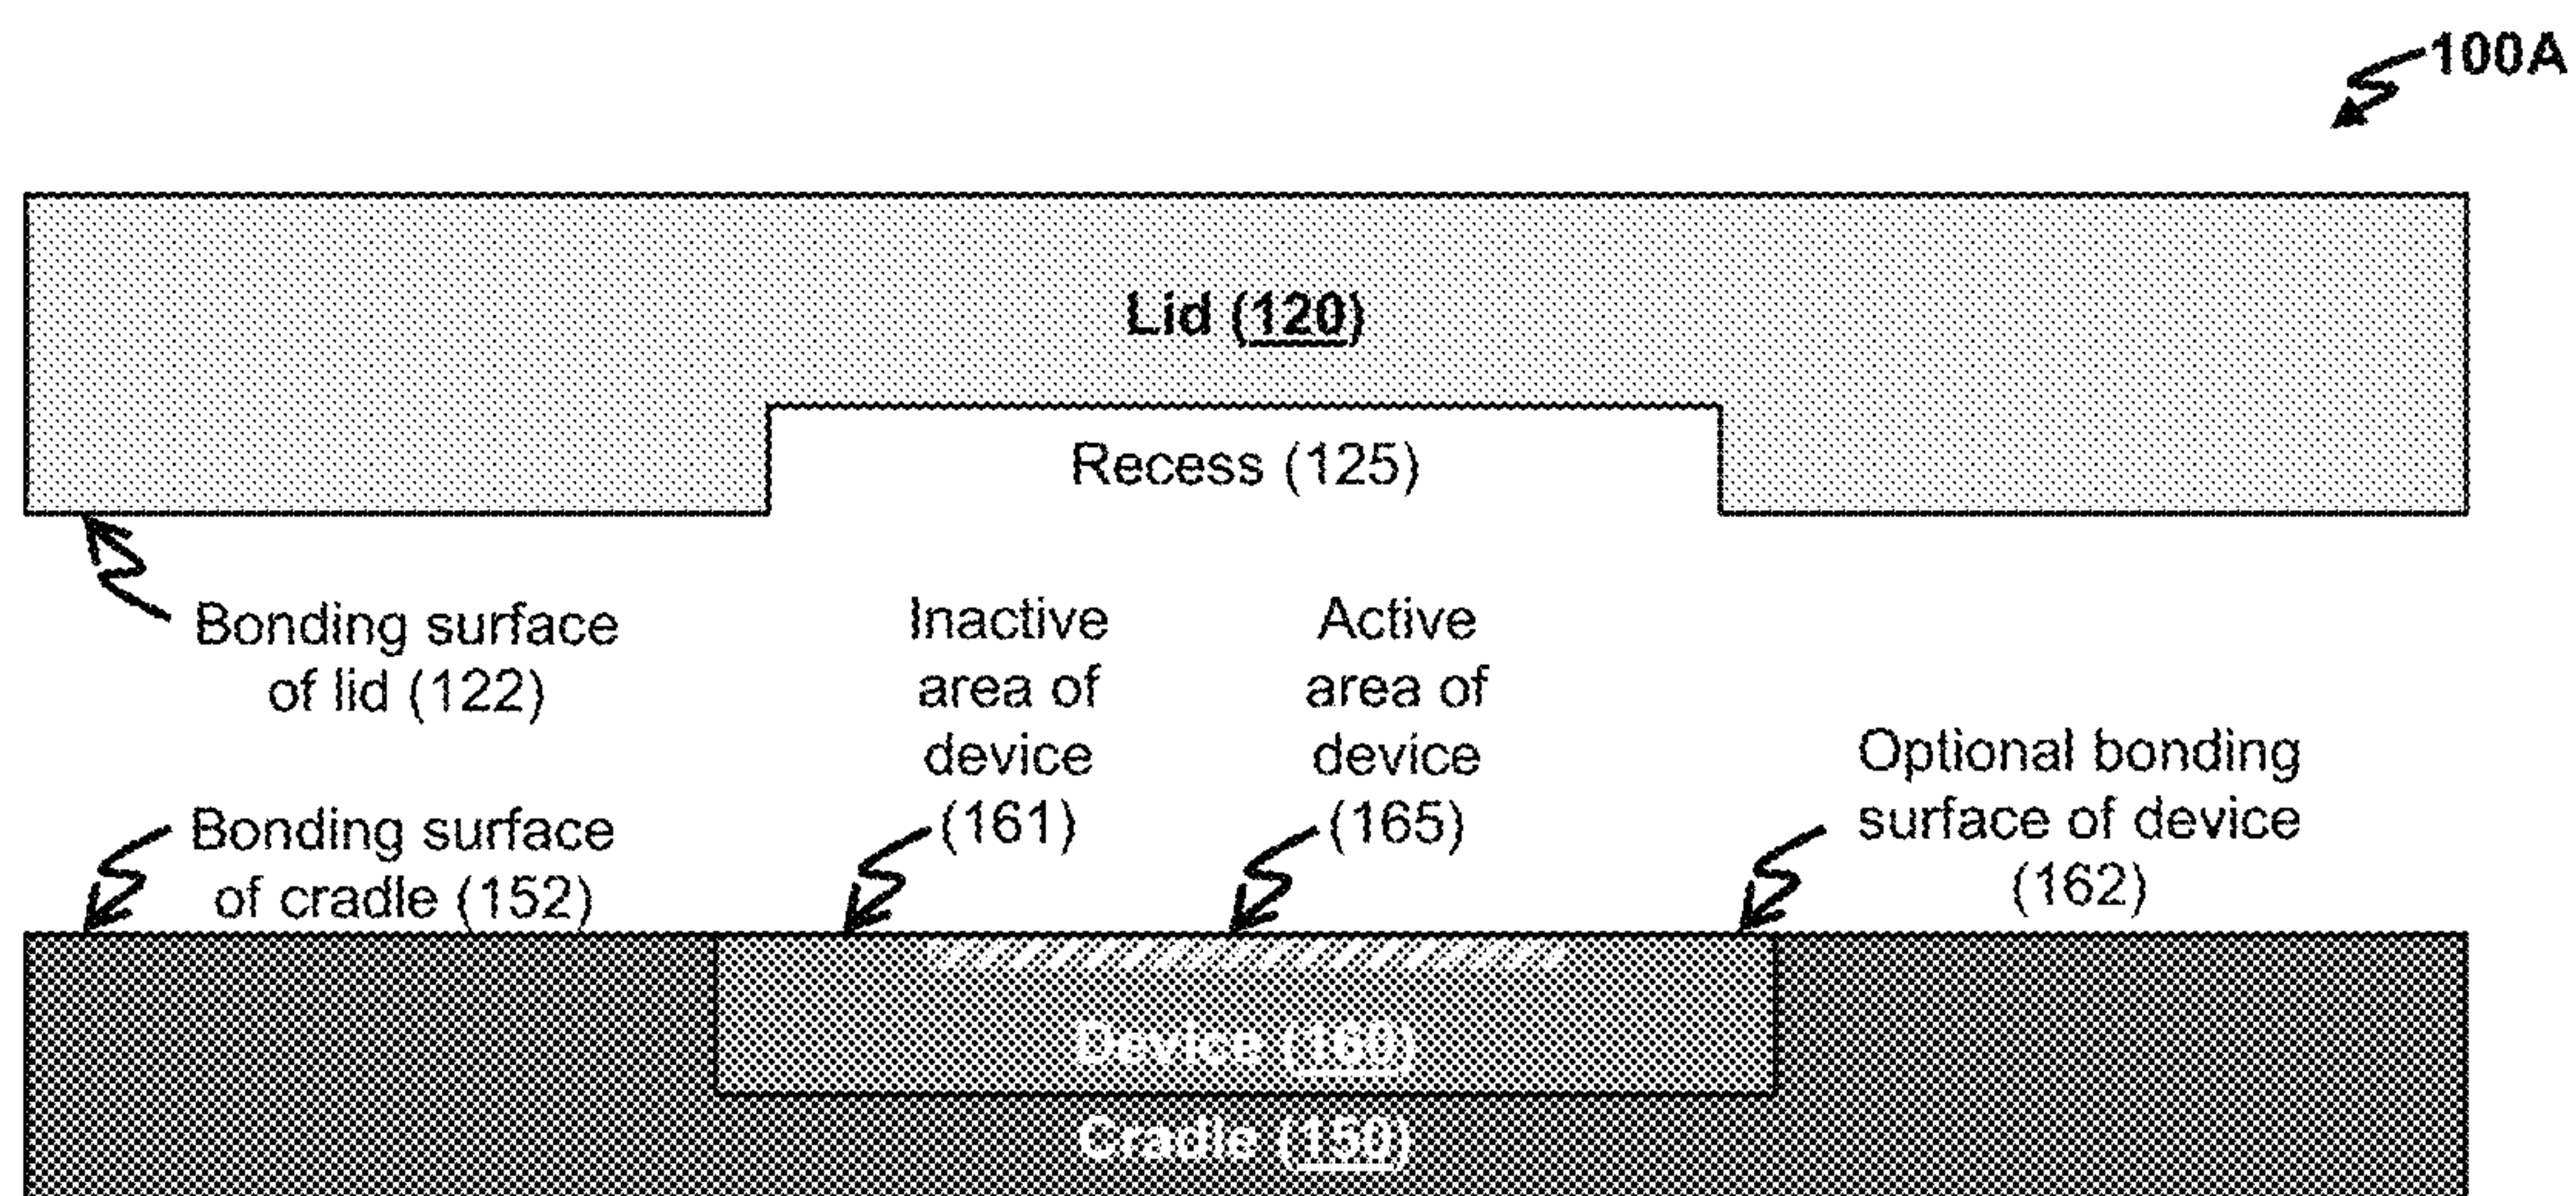 100A
Lid (120)
Recess (125)
Bonding surface
of lid (122)
Inactive
area of
device
(161)
Active
area of
device
(165)
Optional bonding
surface of device
(162)
Bonding surface
of cradle (152)
Device (160)
Cradle (150)